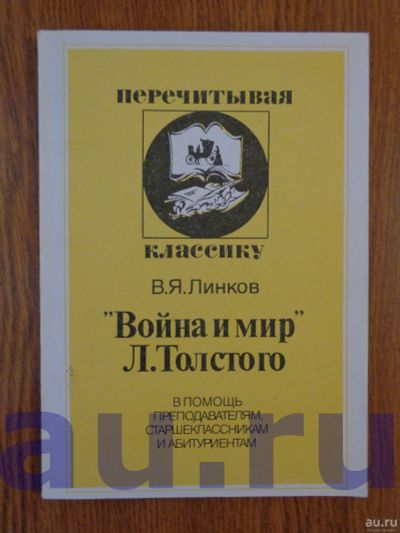 перечитывая
классику
В.Я.Линков
"Война и мир"
Л.Толстого
В ПОМОЩЬ
ПРЕПОДАВАТЕЛЯМ,
СТАРШЕКЛАССНИКАМ
И АБИТУРИЕНТАМ
au.ru
au.ru